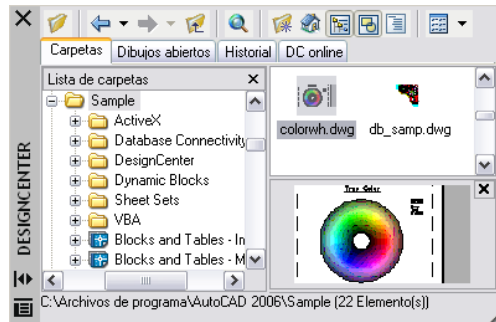 Carpetas Dibujos abiertos Historial DC online
Lista de carpetas
Sample
ActiveX
Database Connectivity
DesignCenter
Dynamic Blocks
Sheet Sets
VBA
Blocks and Tables - In
Blocks and Tables - M
colorwh.dwg db_samp.dwg
True Color
DESIGNCENTER
C:\Archivos de programa\AutoCAD 2006\Sample (22 Elemento(s))